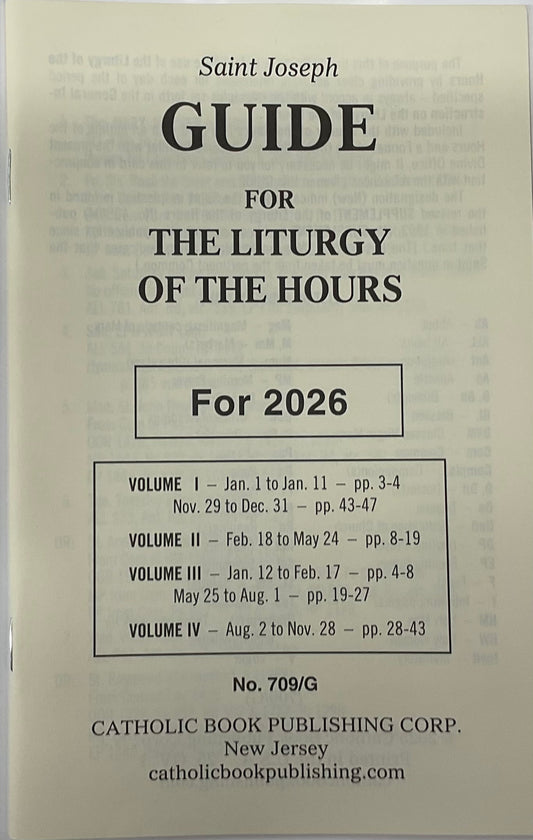 Saint Joseph
GUIDE
FOR
THE LITURGY
OF THE HOURS
For 2026
VOLUME I – Jan. 1 to Jan. 11 – pp. 3-4
Nov. 29 to Dec. 31 – pp. 43-47
VOLUME II – Feb. 18 to May 24 – pp. 8-19
VOLUME III – Jan. 12 to Feb. 17 – pp. 4-8
May 25 to Aug. 1 – pp. 19-27
VOLUME IV – Aug. 2 to Nov. 28 – pp. 28-43
No. 709/G
CATHOLIC BOOK PUBLISHING CORP.
New Jersey
catholicbookpublishing.com